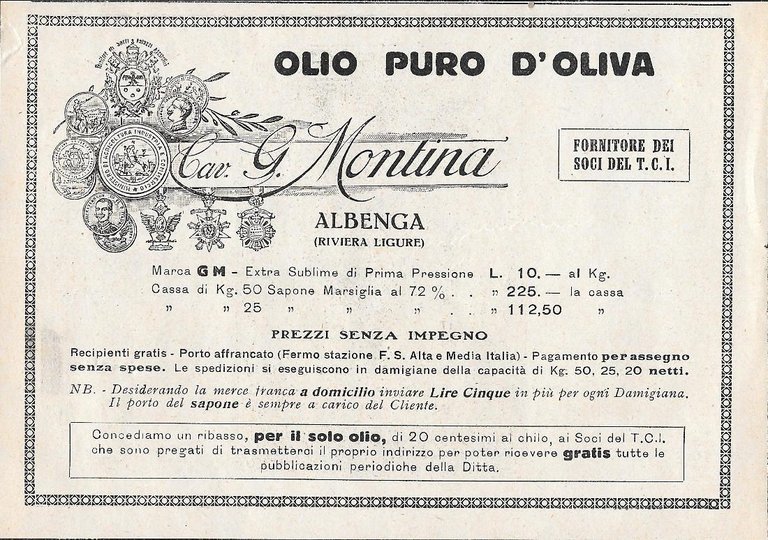 OLIO PURO D'OLIVA
Cav. G. Montina
FORNITORE DEI
SOCI DEL T.C.I.
ALBENGA
(RIVIERA LIGURE)
Marca GM - Extra Sublime di Prima Pressione L. 10.— al Kg.
Cassa di Kg. 50 Sapone Marsiglia al 72 % . . „ 225.— la cassa
„ „ 25 „ „ „ . . „ 112,50 „
PREZZI SENZA IMPEGNO
Recipienti gratis - Porto affrancato (Fermo stazione F. S. Alta e Media Italia) - Pagamento per assegno
senza spese. Le spedizioni si eseguiscono in damigiane della capacità di Kg. 50, 25, 20 netti.
NB. - Desiderando la merce franca a domicilio inviare Lire Cinque in più per ogni Damigiana.
Il porto del sapone è sempre a carico del Cliente.
Concediamo un ribasso, per il solo olio, di 20 centesimi al chilo, ai Soci del T.C.I.
che sono pregati di trasmetterci il proprio indirizzo per poter ricevere gratis tutte le
pubblicazioni periodiche della Ditta.